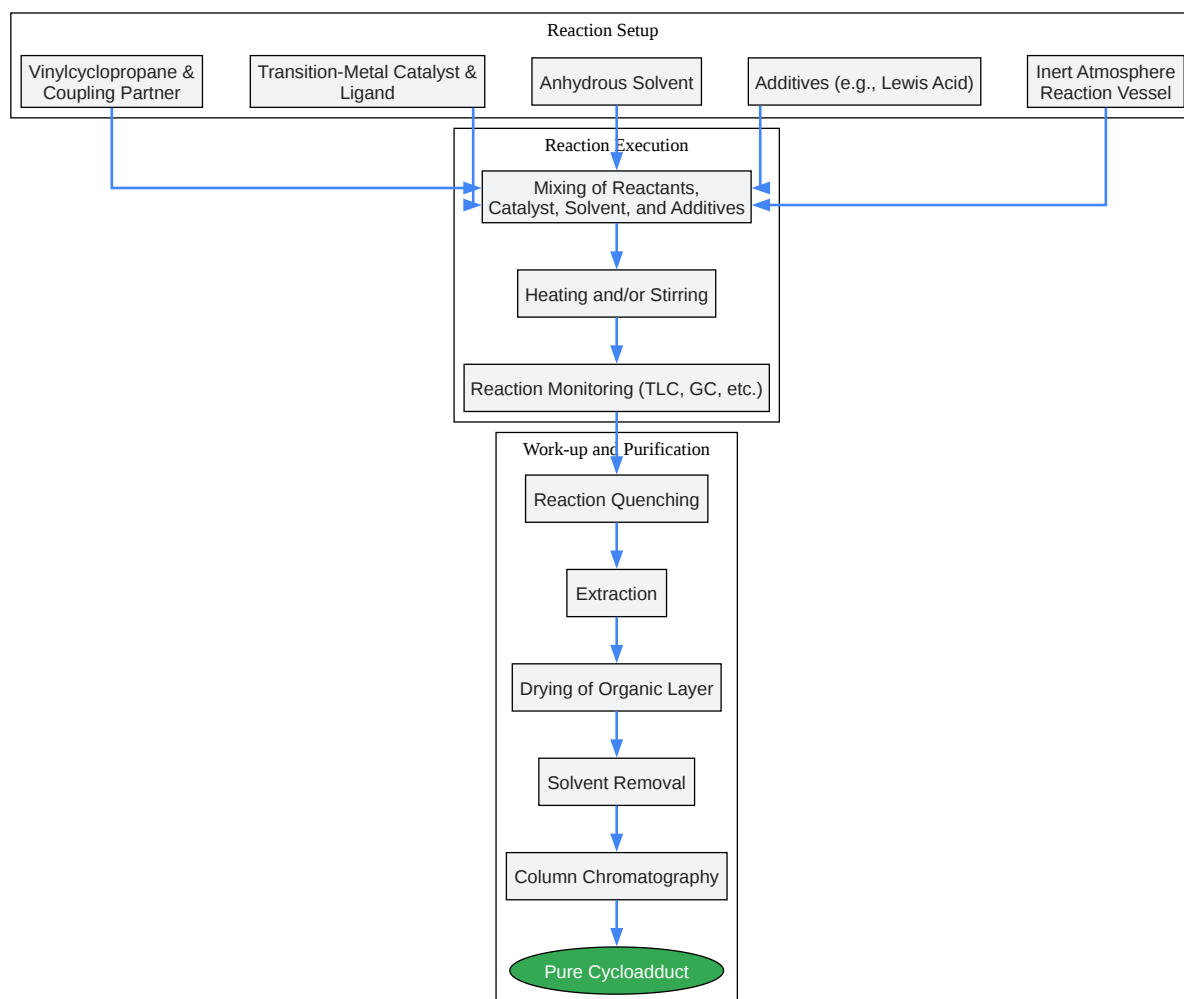 Reaction Setup
Vinylcyclopropane &
Coupling Partner
Transition-Metal Catalyst &
Ligand
Anhydrous Solvent
Additives (e.g., Lewis Acid)
Inert Atmosphere
Reaction Vessel
Reaction Execution
Mixing of Reactants,
Catalyst, Solvent, and Additives
Heating and/or Stirring
Reaction Monitoring (TLC, GC, etc.)
Work-up and Purification
Reaction Quenching
Extraction
Drying of Organic Layer
Solvent Removal
Column Chromatography
Pure Cycloadduct